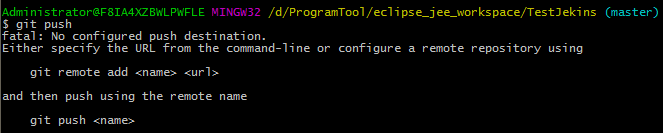 Administrator@F8IA4XZBWLPWFLE MINGW32 /d/ProgramTool/eclipse_jee_workspace/TestJekins (master)
$ git push
fatal: No configured push destination.
Either specify the URL from the command-line or configure a remote repository using
git remote add <name> <url>
and then push using the remote name
git push <name>